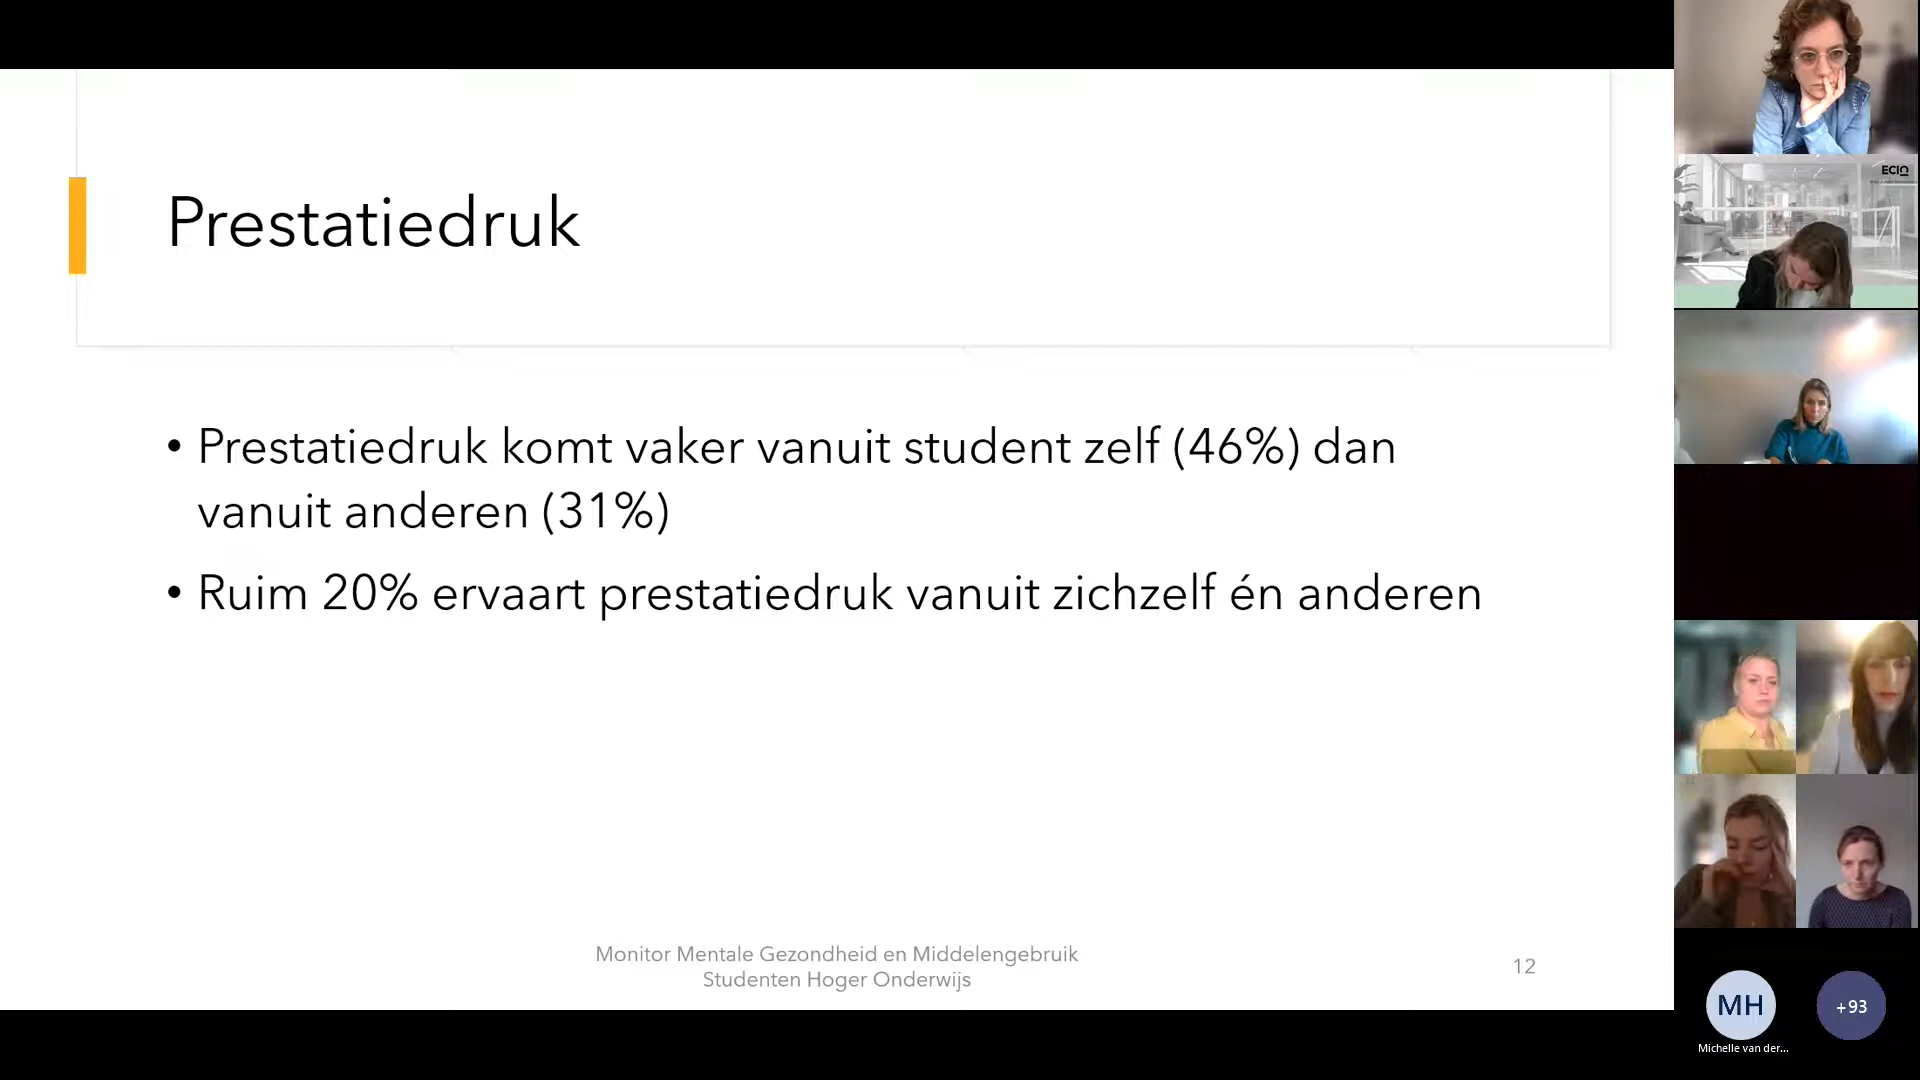 Prestatiedruk
• Prestatiedruk komt vaker vanuit student zelf (46%) dan
vanuit anderen (31%)
• Ruim 20% ervaart prestatiedruk vanuit zichzelf én anderen
Monitor Mentale Gezondheid en Middelengebruik
Studenten Hoger Onderwijs
12
ECIO
MH
+93
Michelle van der...